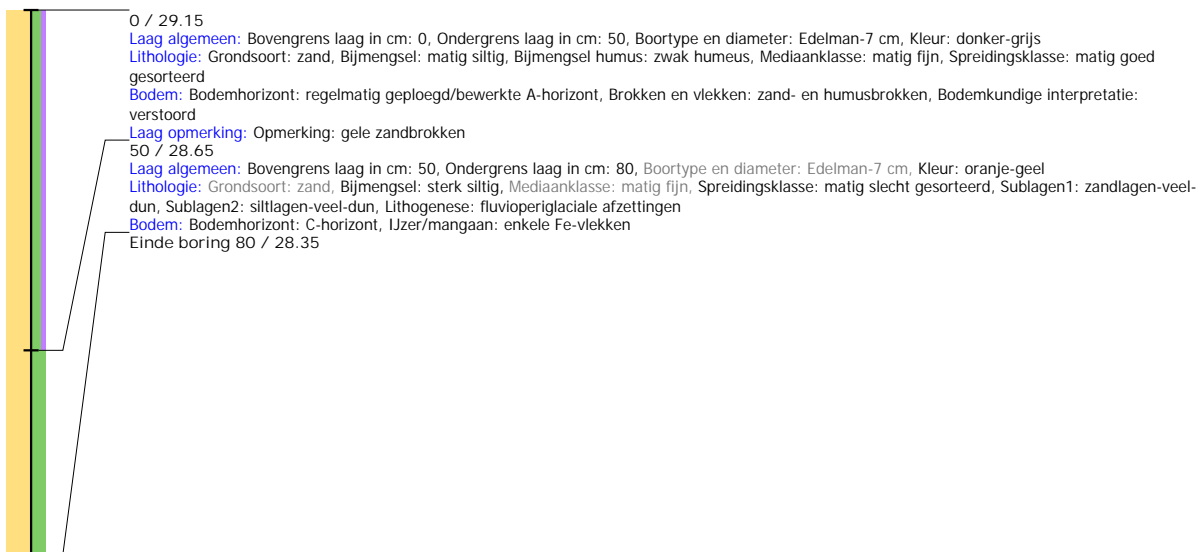 0 / 29.15
Laag algemeen: Bovengrens laag in cm: 0, Ondergrens laag in cm: 50, Boortype en diameter: Edelman-7 cm, Kleur: donker-grijs
Lithologie: Grondsoort: zand, Bijmengsel: matig siltig, Bijmengsel humus: zwak humeus, Mediaanklasse: matig fijn, Spreidingsklasse: matig goed
gesorteerd
Bodem: Bodemhorizont: regelmatig geploegd/bewerkte A-horizont, Brokken en vlekken: zand- en humusbrokken, Bodemkundige interpretatie:
verstoord
Laag opmerking: Opmerking: gele zandbrokken
50 / 28.65
Laag algemeen: Bovengrens laag in cm: 50, Ondergrens laag in cm: 80, Boortype en diameter: Edelman-7 cm, Kleur: oranje-geel
Lithologie: Grondsoort: zand, Bijmengsel: sterk siltig, Mediaanklasse: matig fijn, Spreidingsklasse: matig slecht gesorteerd, Sublagen1: zandlagen-veel-
dun, Sublagen2: siltlagen-veel-dun, Lithogenese: fluvioperiglaciale afzettingen
Bodem: Bodemhorizont: C-horizont, IJzer/mangaan: enkele Fe-vlekken
Einde boring 80 / 28.35